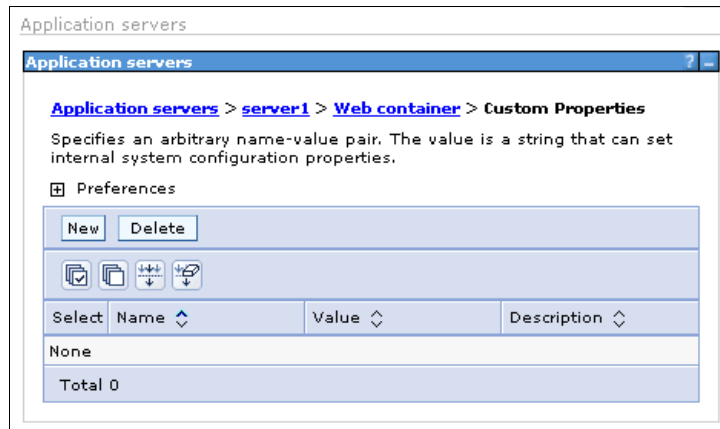 Application servers
Application servers ? _
Application servers > server1 > Web container > Custom Properties
Specifies an arbitrary name-value pair. The value is a string that can set
internal system configuration properties.
Preferences
New Delete
Select Name Value Description
None
Total 0